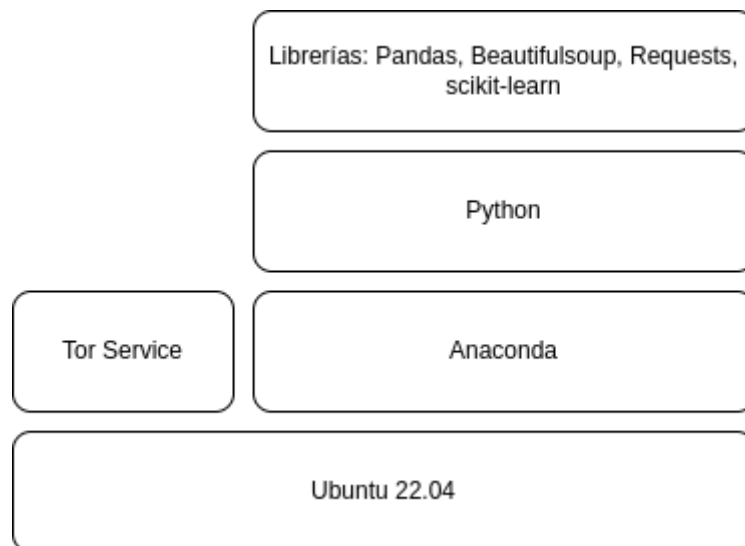 Librerías: Pandas, Beautifulsoup, Requests,
scikit-learn
Python
Tor Service
Anaconda
Ubuntu 22.04